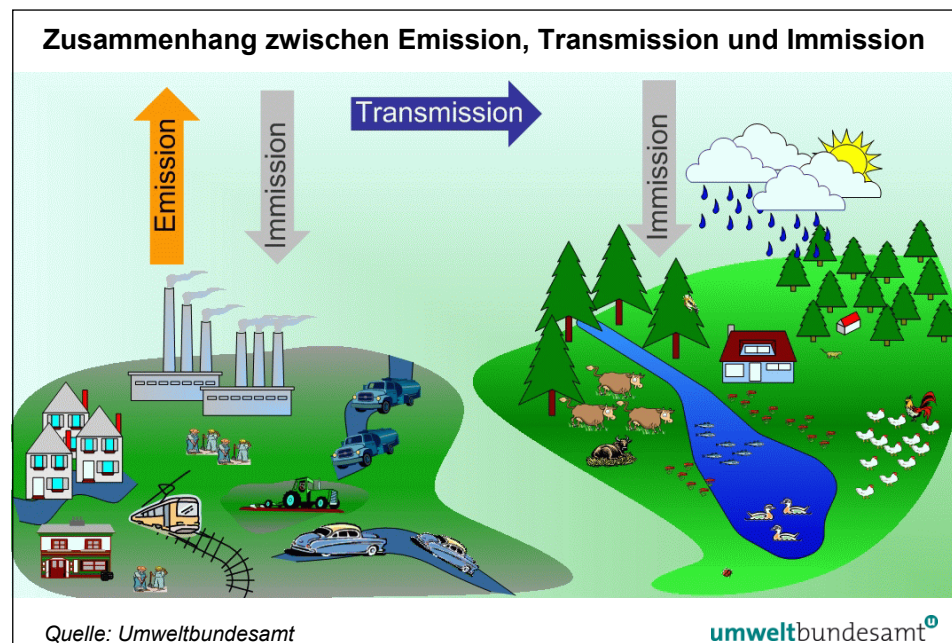 Zusammenhang zwischen Emission, Transmission und Immission
Emission
Immission
Transmission
Immission
Quelle: Umweltbundesamt
umweltbundesamt
u